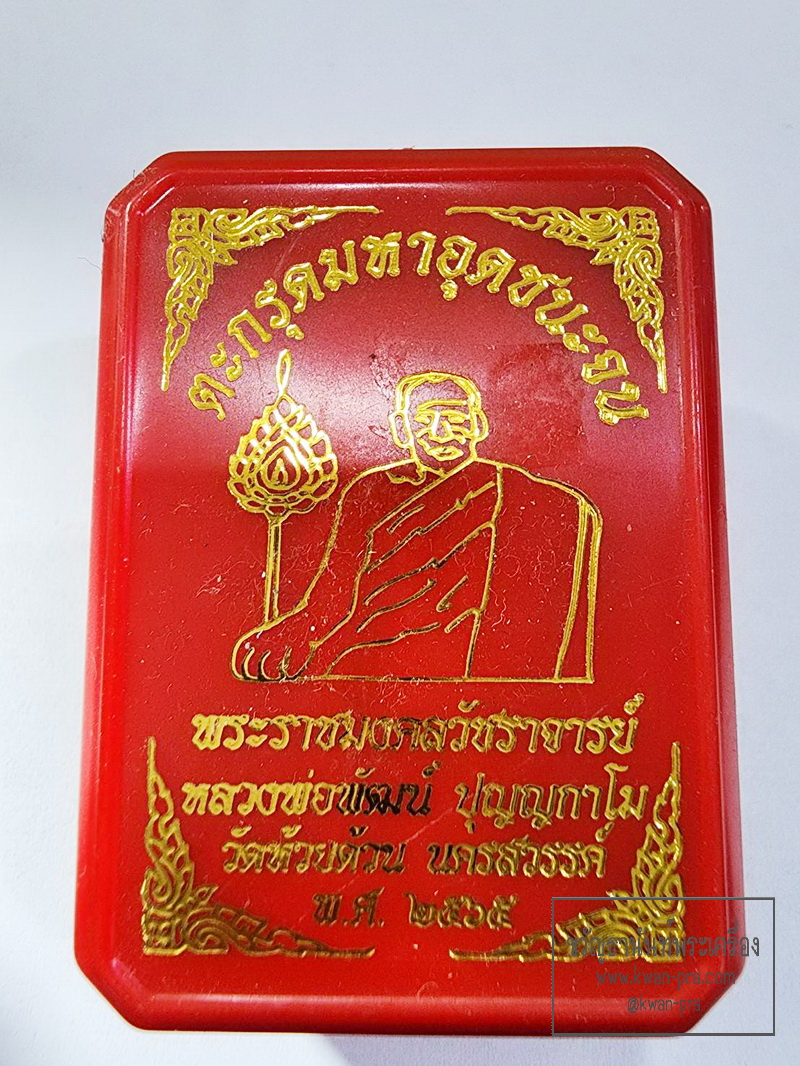 ตะกรุดมหาอุดชนะจน
พระราชมงคลวัชราจารย์
หลวงพ่อพัฒน์ ปุญญกาโม
วัดห้วยด้วน นครสวรรค์
พ.ศ. ๒๕๖๕
www.kwan-pra.com
@kwan-pra